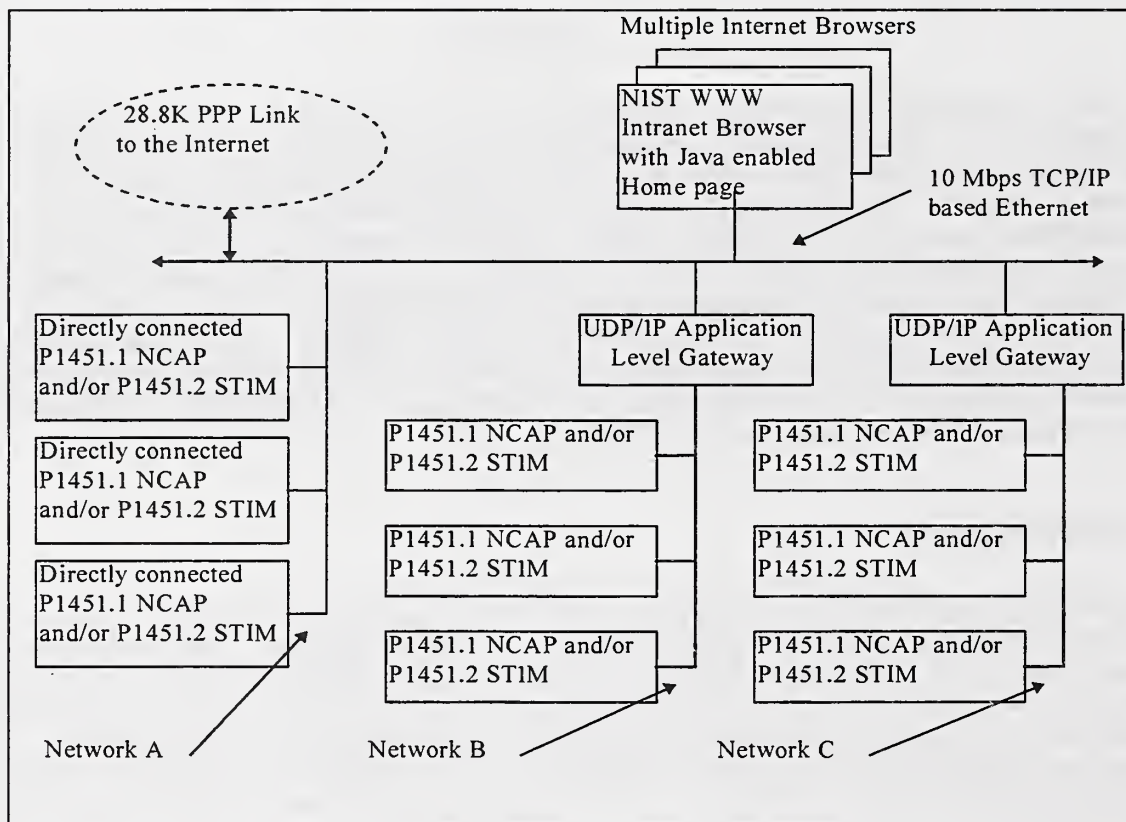 Multiple Internet Browsers
28.8K PPP Link
to the Internet
NIST WWW
Intranet Browser
with Java enabled
Home page
10 Mbps TCP/IP
based Ethernet
Directly connected
P1451.1 NCAP
and/or P1451.2 STIM
Directly connected
P1451.1 NCAP
and/or P1451.2 STIM
Directly connected
P1451.1 NCAP
and/or P1451.2 STIM
UDP/IP Application
Level Gateway
P1451.1 NCAP and/or
P1451.2 STIM
P1451.1 NCAP and/or
P1451.2 STIM
P1451.1 NCAP and/or
P1451.2 STIM
UDP/IP Application
Level Gateway
P1451.1 NCAP and/or
P1451.2 STIM
P1451.1 NCAP and/or
P1451.2 STIM
P1451.1 NCAP and/or
P1451.2 STIM
Network A
Network B
Network C